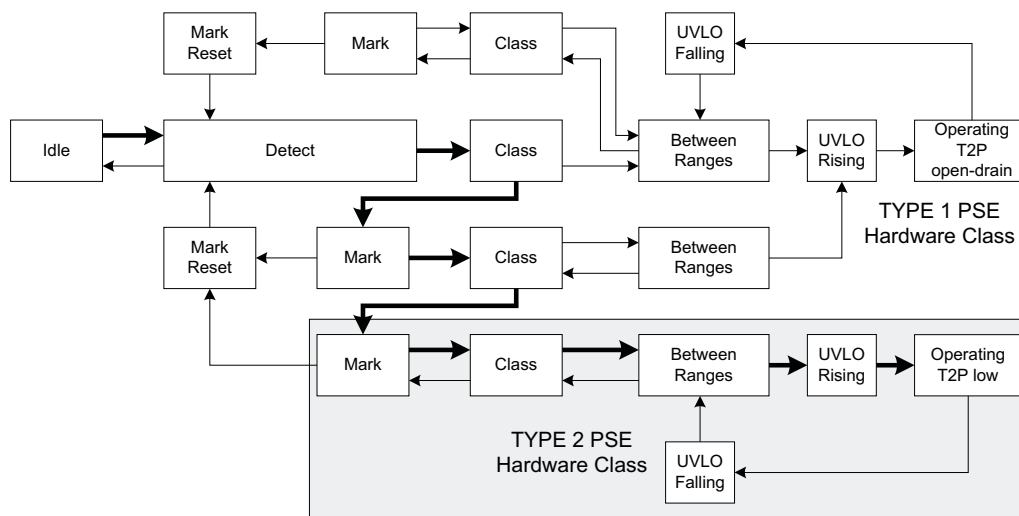 Mark
Reset
Mark
Class
UVLO
Falling
Idle
Detect
Class
Between
Ranges
UVLO
Rising
Operating
T2P
open-drain
TYPE 1 PSE
Hardware Class
Mark
Reset
Mark
Class
Between
Ranges
Mark
Class
Between
Ranges
UVLO
Rising
Operating
T2P low
TYPE 2 PSE
Hardware Class
UVLO
Falling